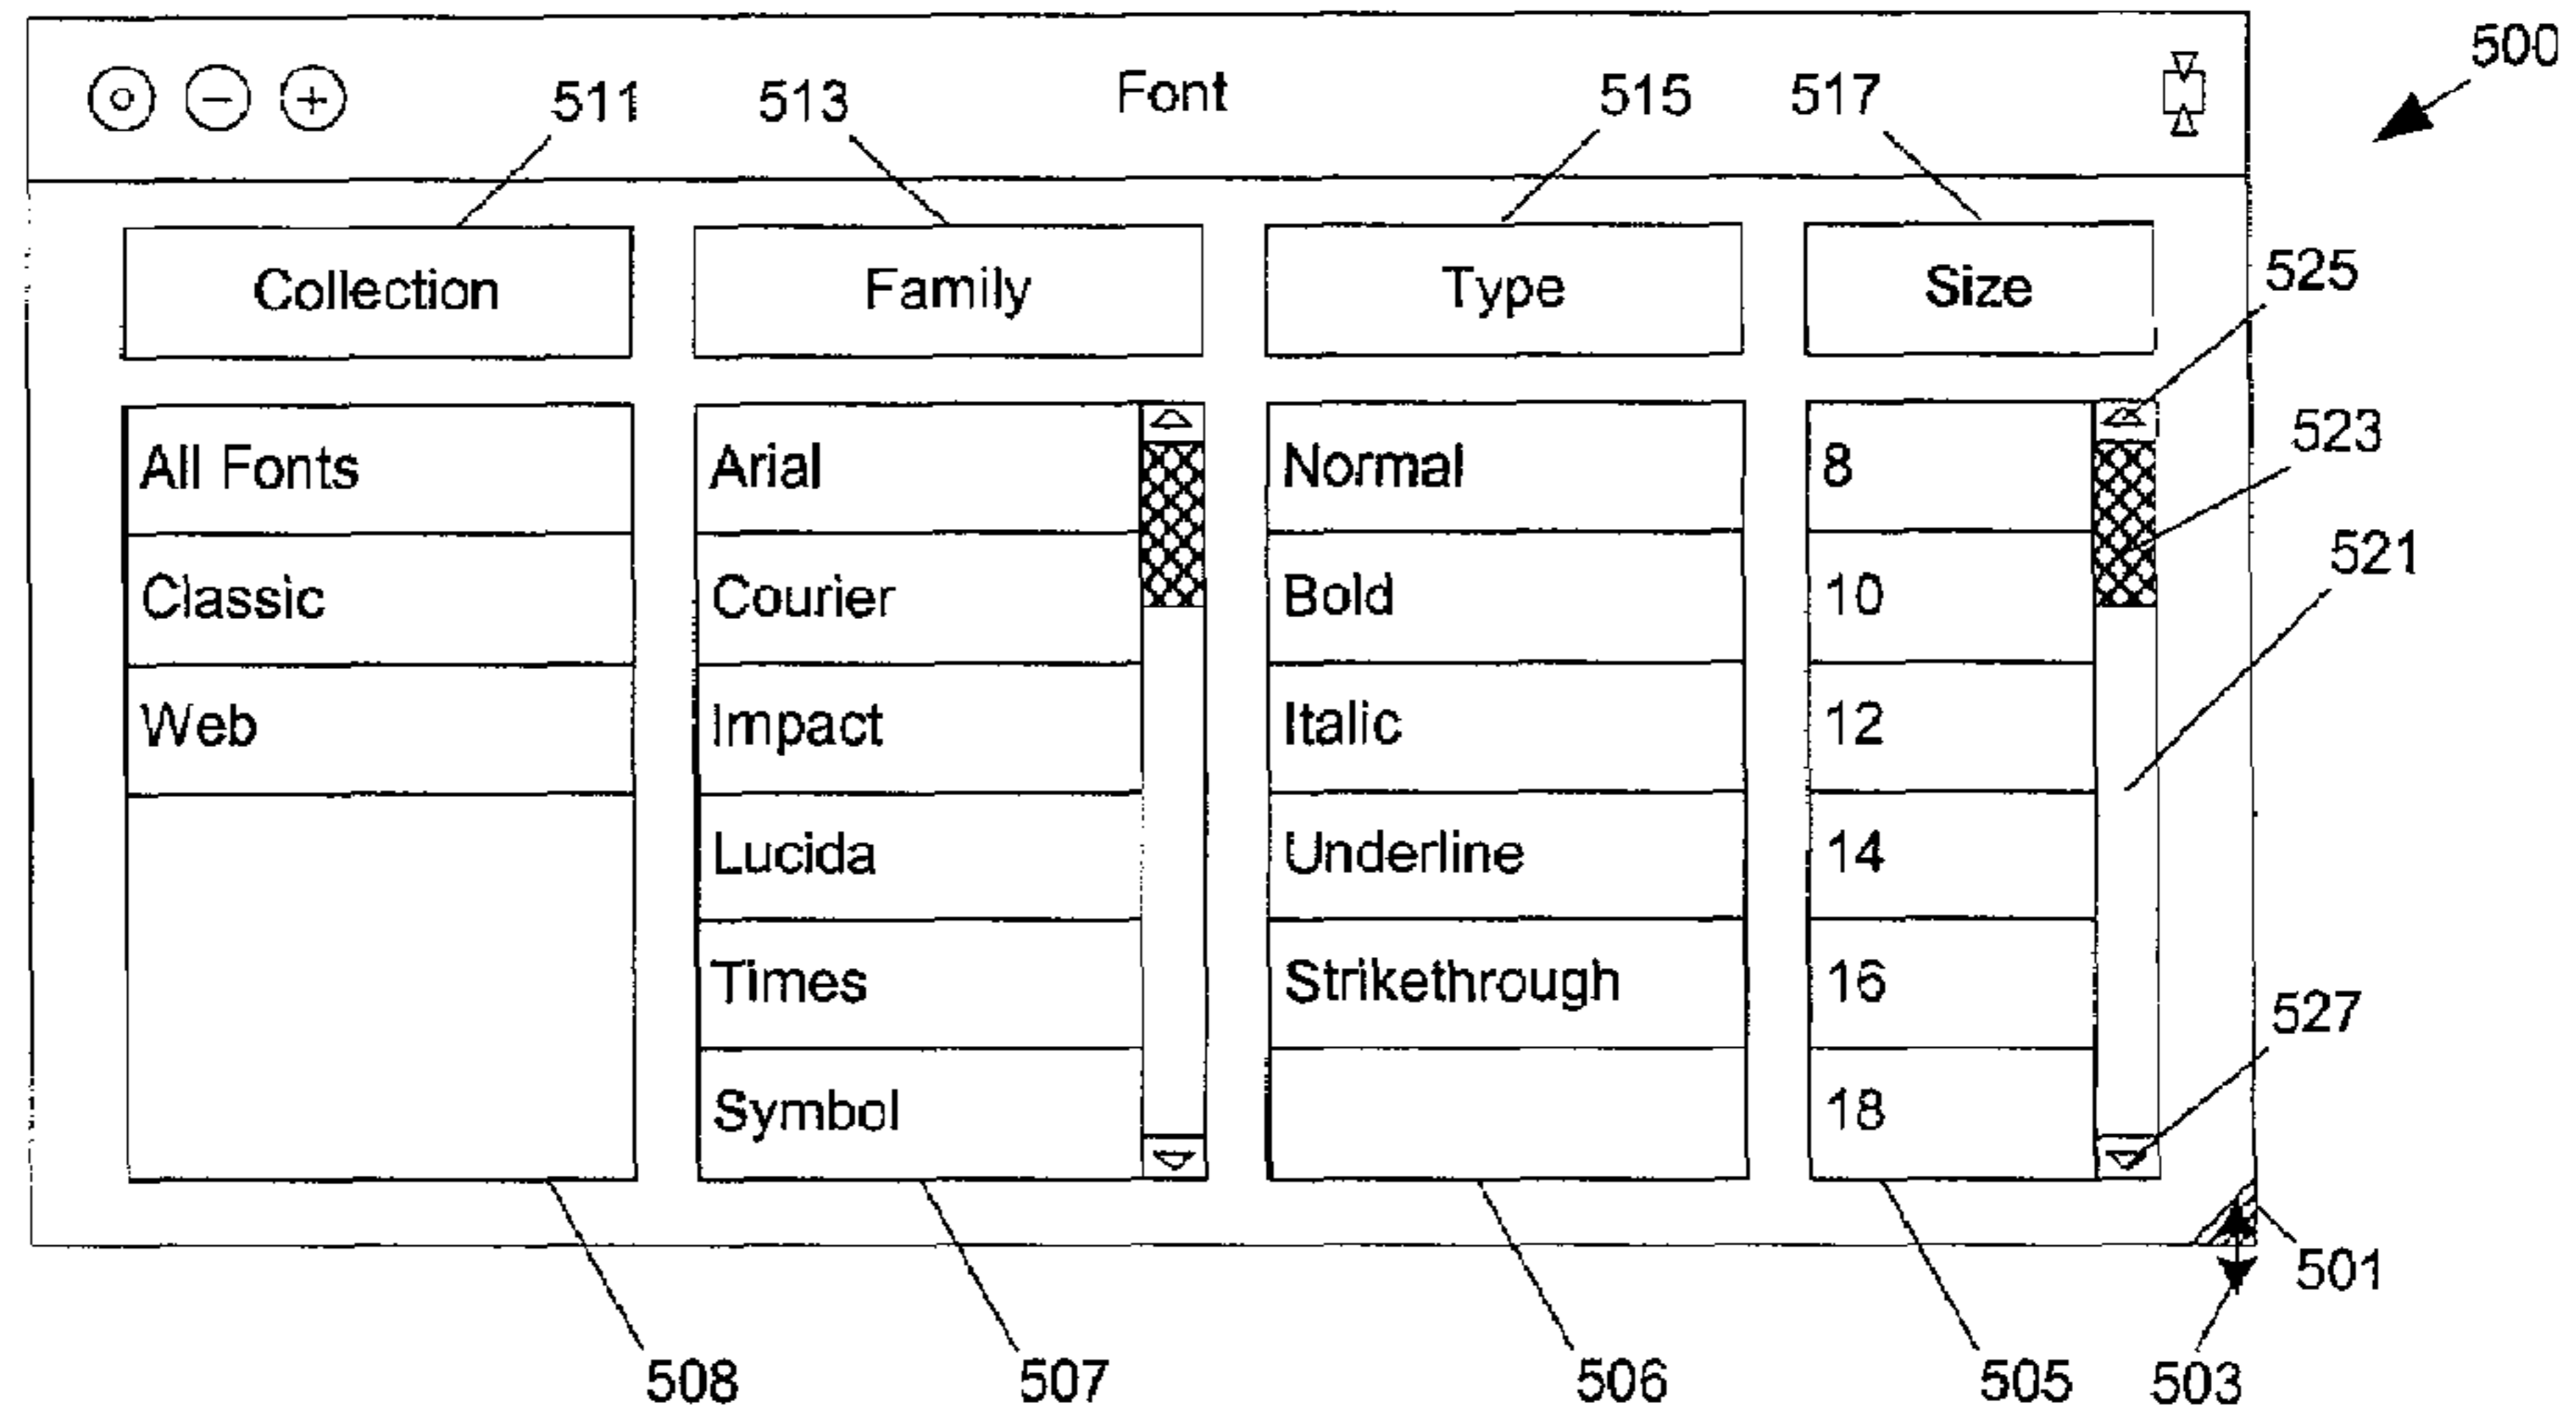 Font
500
511
513
515
517
Collection
Family
Type
Size
525
523
521
All Fonts
Arial
Normal
8
Classic
Courier
Bold
10
Web
Impact
Italic
12
Lucida
Underline
14
Times
Strikethrough
16
Symbol
18
527
501
508
507
506
505
503